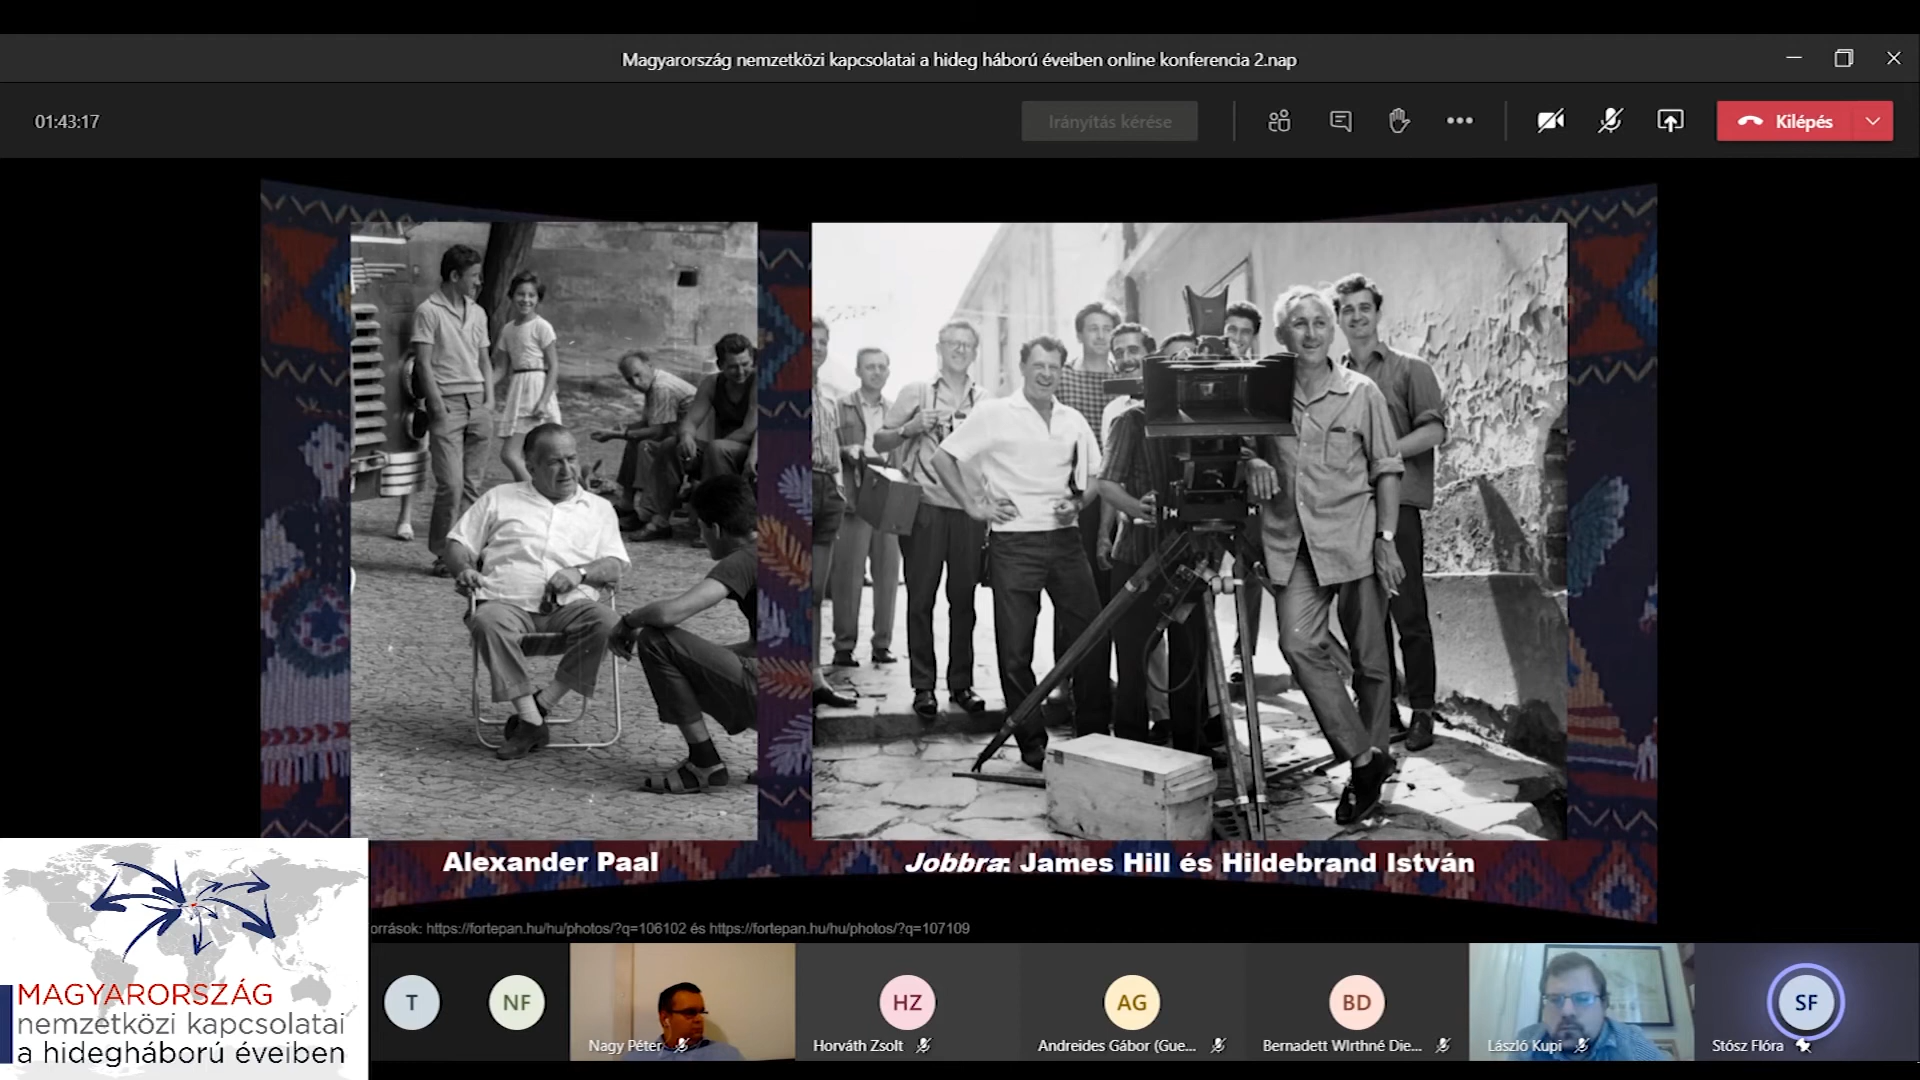 Magyarország nemzetközi kapcsolatai a hideg háború éveiben online konferencia 2.nap
01:43:17
Irányítás kérése
Kilépés
Alexander Paal
Jobbra: James Hill és Hildebrand István
orrások: https://fortepan.hu/hu/photos/?q=106102 és https://fortepan.hu/hu/photos/?q=107109
MAGYARORSZÁG
nemzetközi kapcsolatai
a hidegháború éveiben
T
NF
Nagy Péter
HZ
Horváth Zsolt
AG
Andreides Gábor (Gue...
BD
Bernadett WIrthné Die...
László Kupi
SF
Stósz Flóra